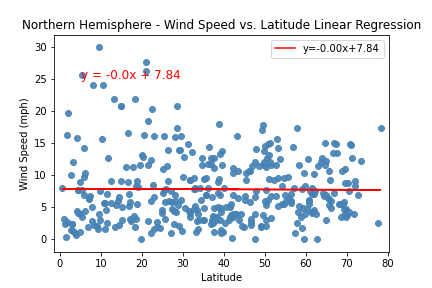 Northern Hemisphere - Wind Speed vs. Latitude Linear Regression
y=-0.00x+7.84
y = -0.0x + 7.84
Wind Speed (mph)
30
25
20
15
10
5
0
0 10 20 30 40 50 60 70 80
Latitude